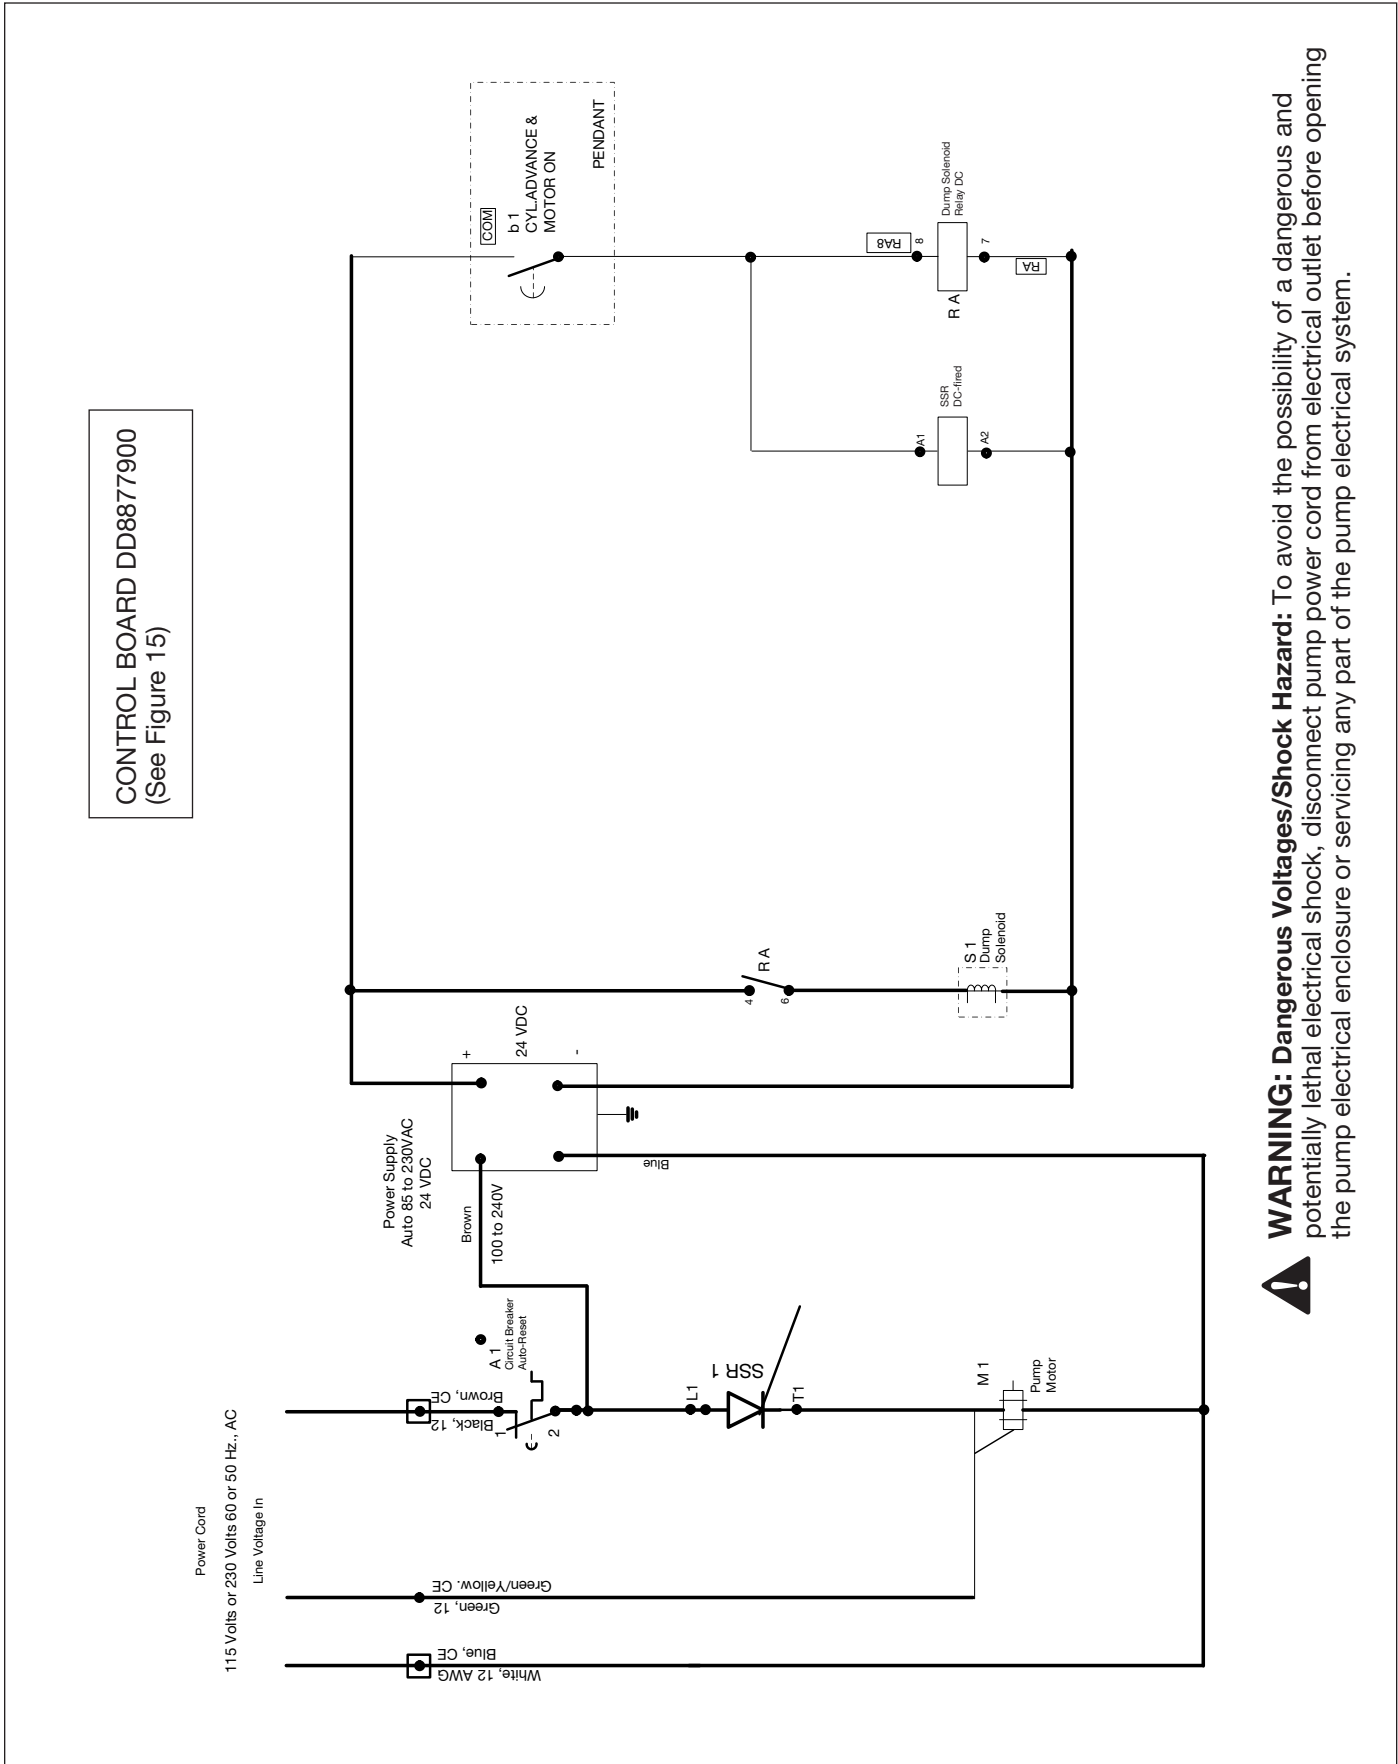 CONTROL BOARD DD8877900
(See Figure 15)
Power Cord
115 Volts or 230 Volts 60 or 50 Hz., AC
Line Voltage In
White, 12 AWG
Blue, CE
Green, 12
Green/Yellow. CE
Black, 12
Brown, CE
1
2
A 1
Circuit Breaker
Auto-Reset
Power Supply
Auto 85 to 230VAC
24 VDC
Brown
100 to 240V
Blue
+
24 VDC
-
L1
SSR 1
T1
M 1
Pump
Motor
4
6
R A
S 1
Dump
Solenoid
COM
b 1
CYL.ADVANCE &
MOTOR ON
PENDANT
A1
A2
SSR
DC-fired
RA8
8
7
RA
R A
Dump Solenoid
Relay DC
WARNING: Dangerous Voltages/Shock Hazard: To avoid the possibility of a dangerous and
potentially lethal electrical shock, disconnect pump power cord from electrical outlet before opening
the pump electrical enclosure or servicing any part of the pump electrical system.